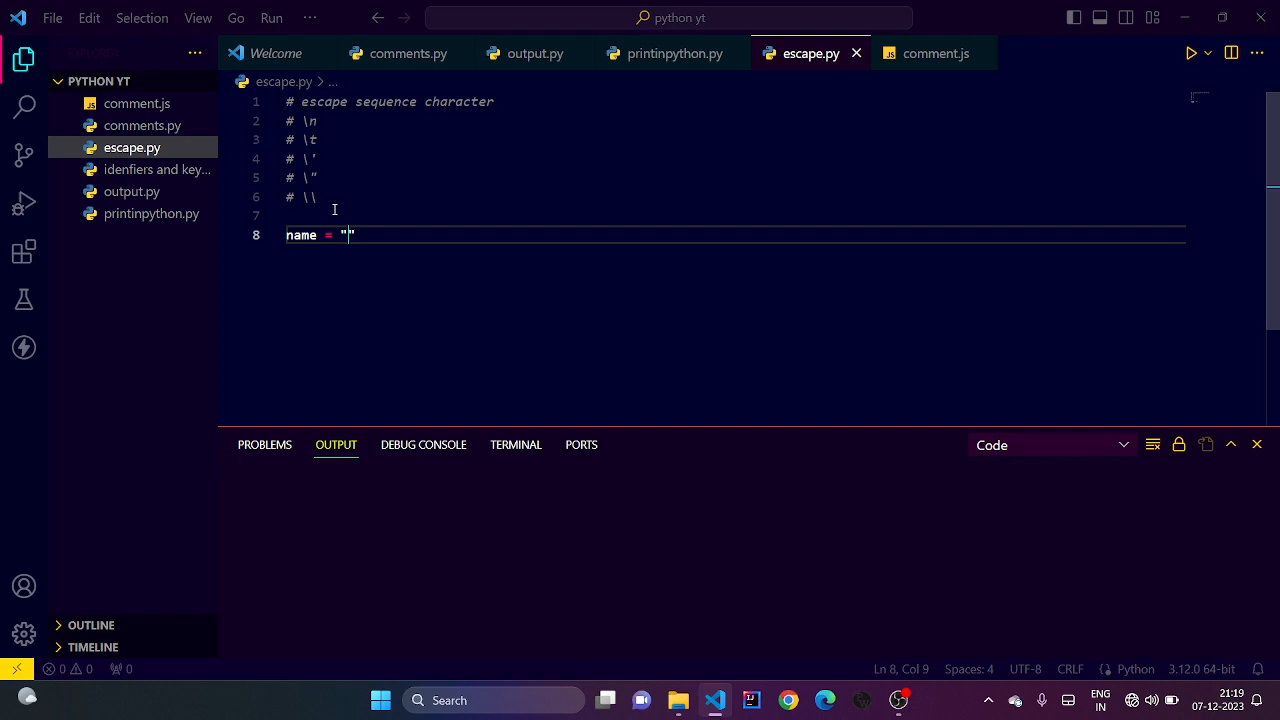 File Edit Selection View Go Run ··· python yt
Welcome comments.py output.py printinpython.py escape.py comment.js
EXPLORER ···
PYTHON YT
comment.js
comments.py
escape.py
idenfiers and key...
output.py
printinpython.py
OUTLINE
TIMELINE
escape.py > ...
1 # escape sequence character
2 # \n
3 # \t
4 # \'
5 # \"
6 # \\
7
8 name = ""
PROBLEMS OUTPUT DEBUG CONSOLE TERMINAL PORTS Code
0 0 0 Ln 8, Col 9 Spaces: 4 UTF-8 CRLF Python 3.12.0 64-bit
Search ENG IN 21:19 07-12-2023